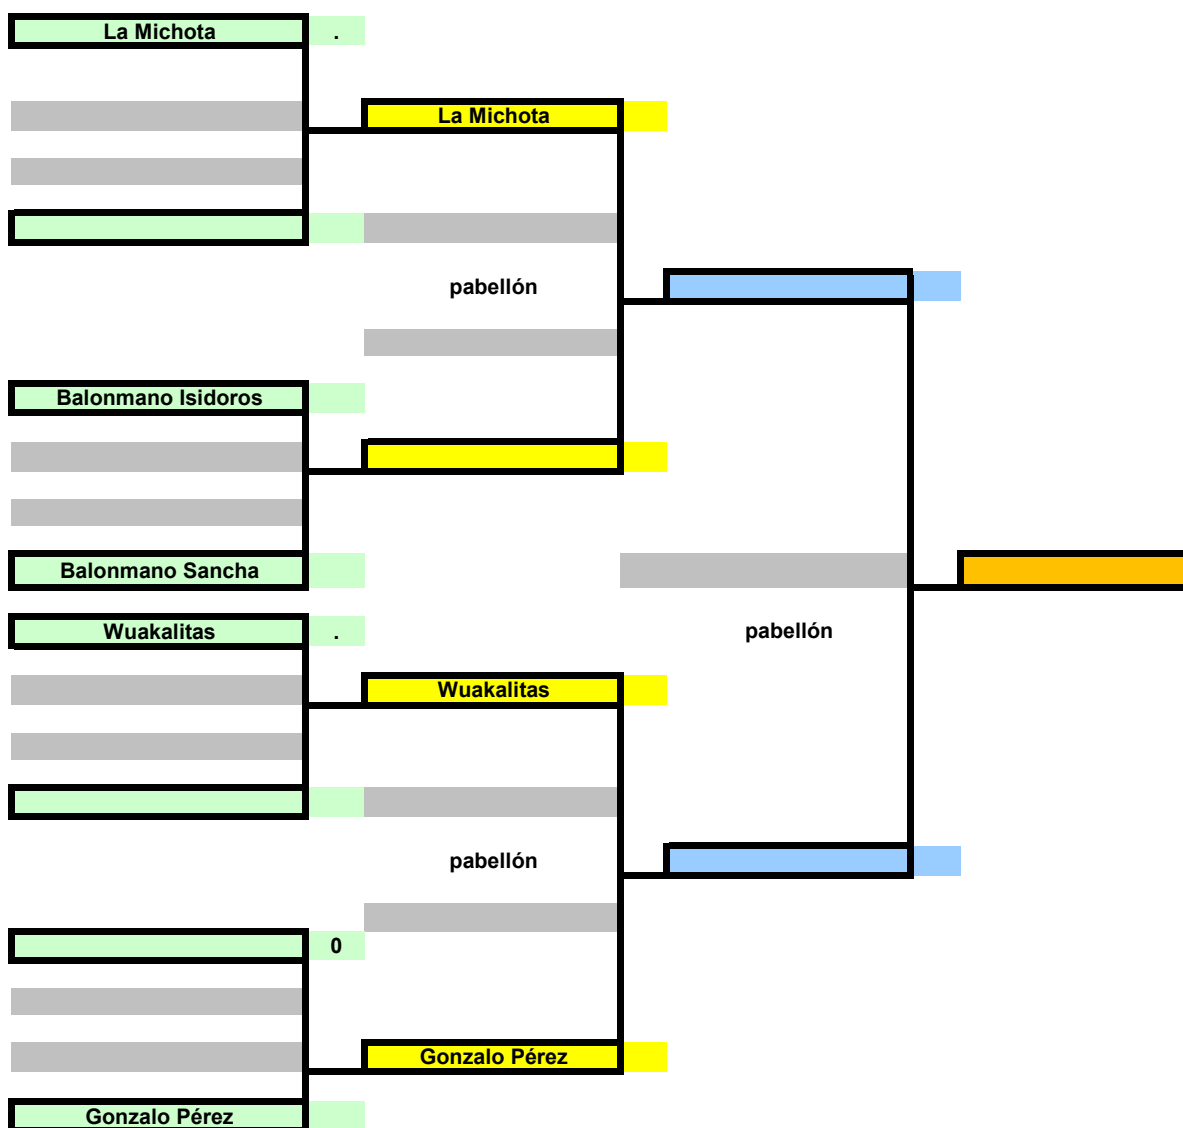 La Michota .
La Michota
pabellón
Balonmano Isidoros
Balonmano Sancha
Wuakalitas .
pabellón
Wuakalitas
pabellón
0
Gonzalo Pérez
Gonzalo Pérez